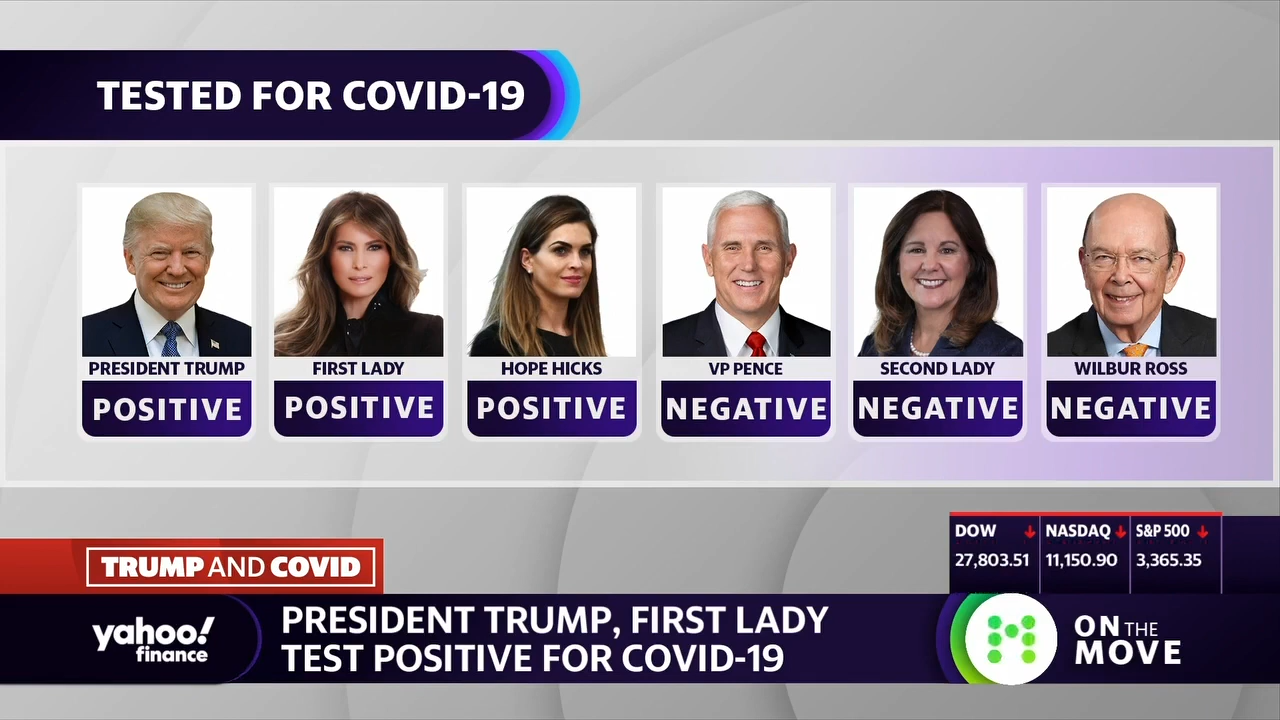 TESTED FOR COVID-19
PRESIDENT TRUMP
POSITIVE
FIRST LADY
POSITIVE
HOPE HICKS
POSITIVE
VP PENCE
NEGATIVE
SECOND LADY
NEGATIVE
WILBUR ROSS
NEGATIVE
DOW
27,803.51
NASDAQ
11,150.90
S&P 500
3,365.35
TRUMP AND COVID
yahoo!
finance
PRESIDENT TRUMP, FIRST LADY
TEST POSITIVE FOR COVID-19
ON THE
MOVE